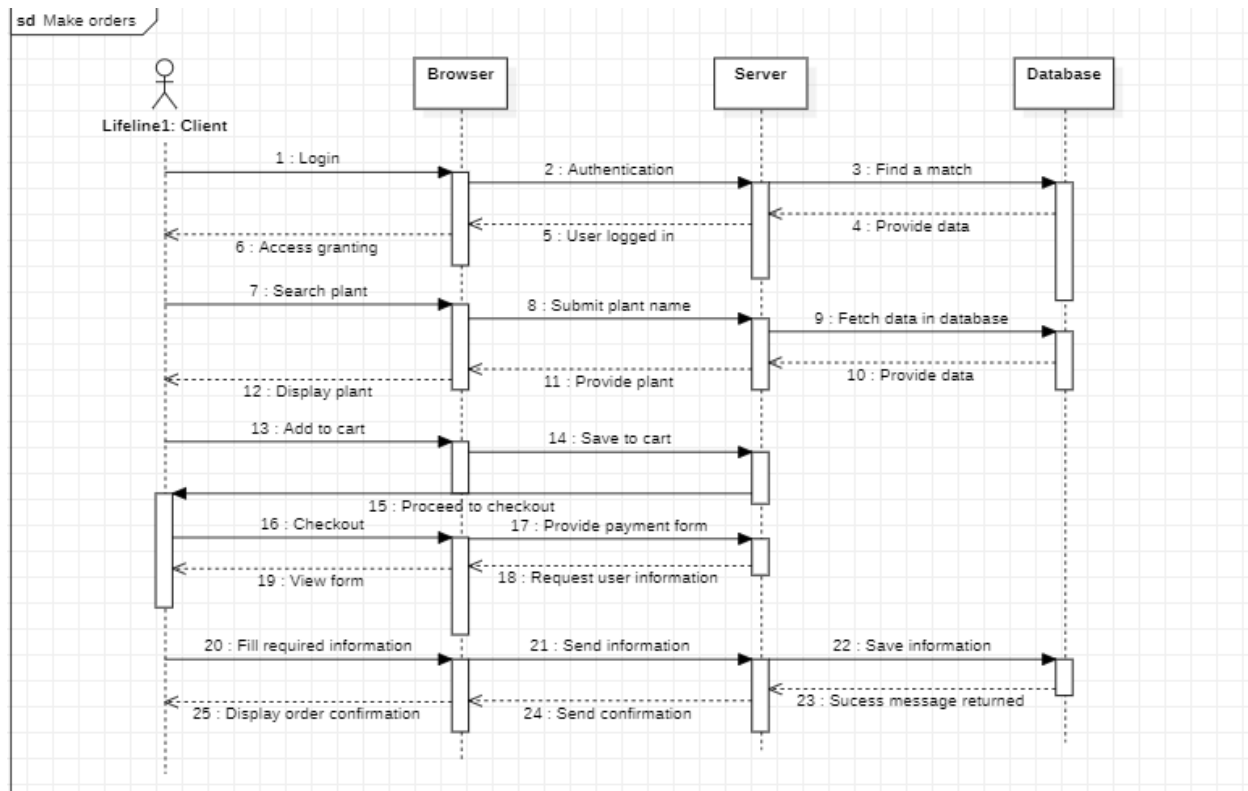 sd Make orders
Browser
Server
Database
Lifeline1: Client
1 : Login
2 : Authentication
3 : Find a match
4 : Provide data
5 : User logged in
6 : Access granting
7 : Search plant
8 : Submit plant name
9 : Fetch data in database
10 : Provide data
11 : Provide plant
12 : Display plant
13 : Add to cart
14 : Save to cart
15 : Proceed to checkout
16 : Checkout
17 : Provide payment form
18 : Request user information
19 : View form
20 : Fill required information
21 : Send information
22 : Save information
23 : Sucess message returned
24 : Send confirmation
25 : Display order confirmation